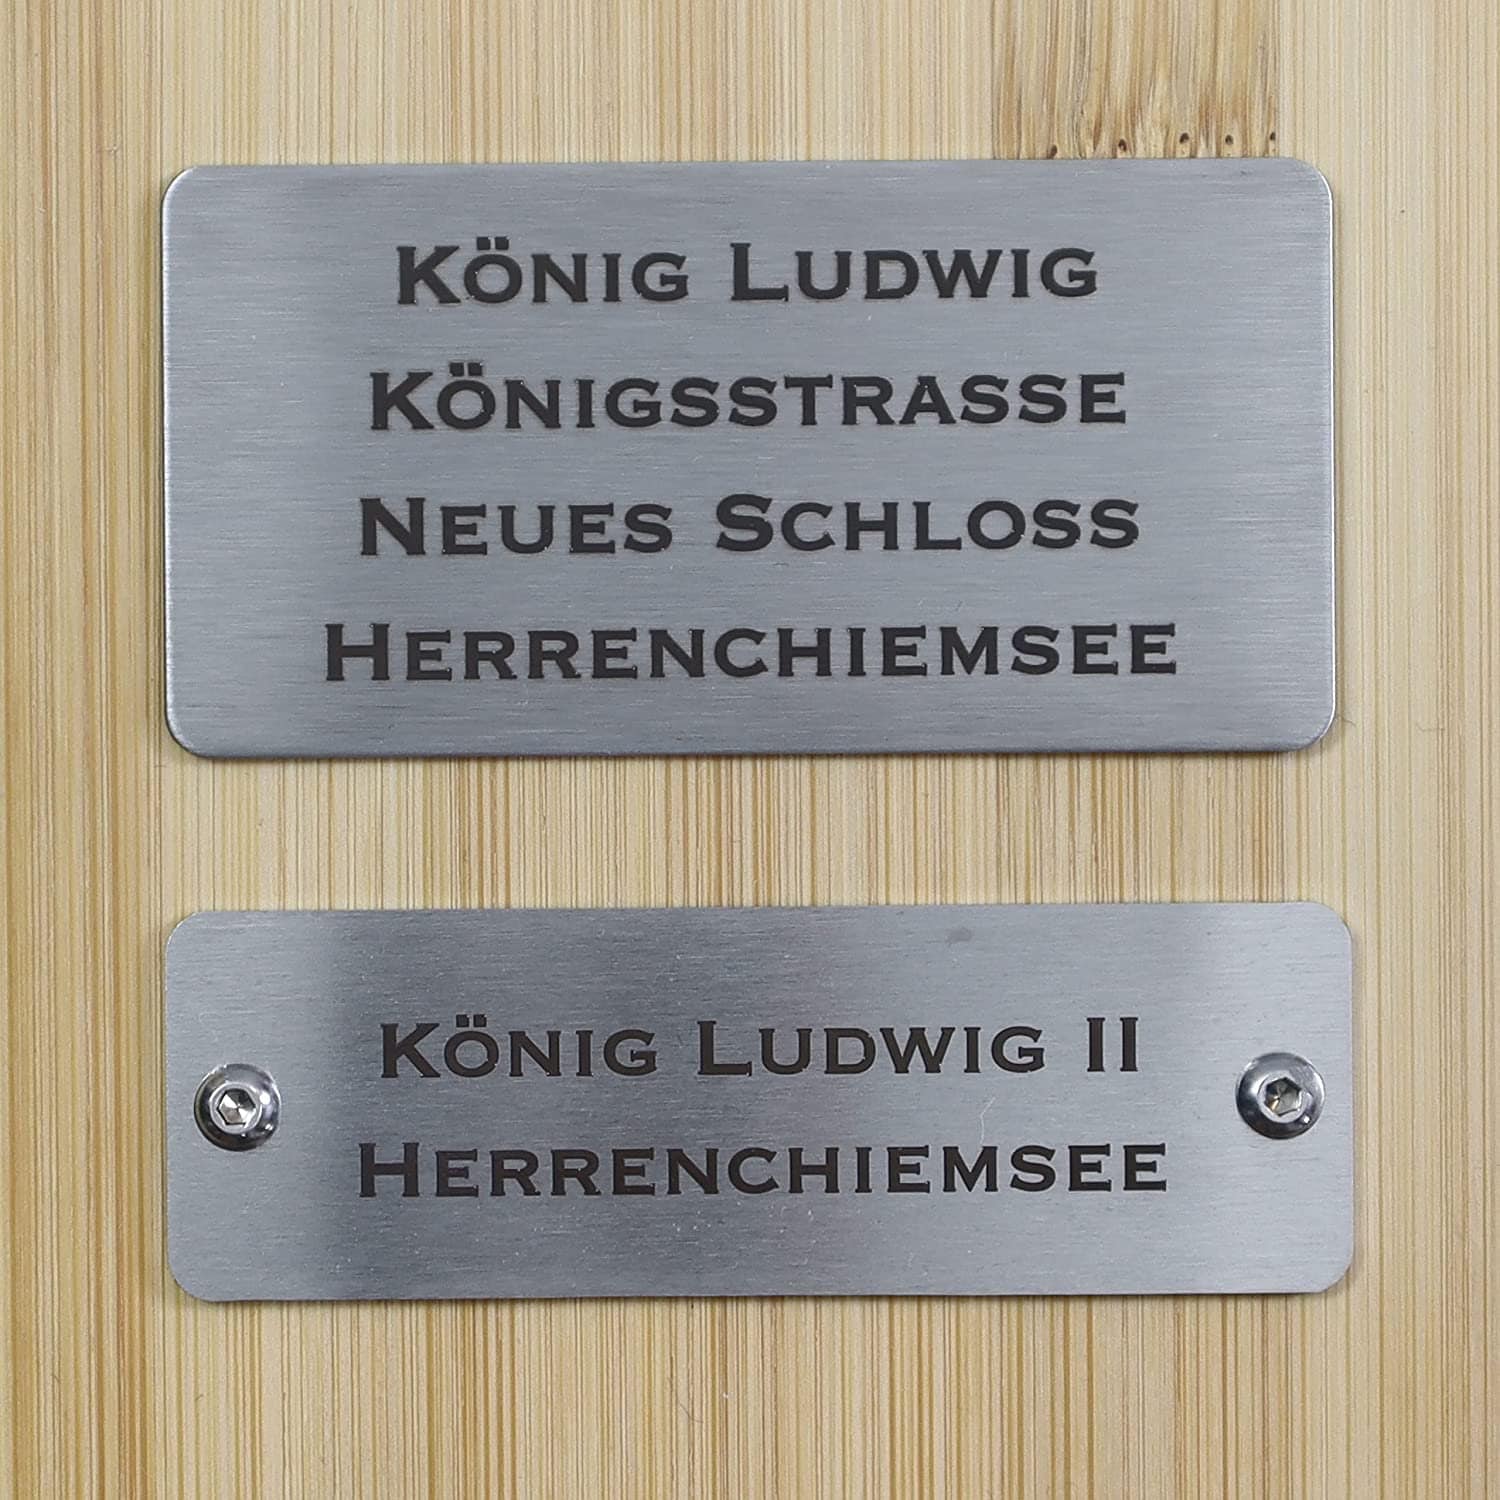 KÖNIG LUDWIG
KÖNIGSSTRASSE
NEUES SCHLOSS
HERRENCHIEMSEE
KÖNIG LUDWIG II
HERRENCHIEMSEE